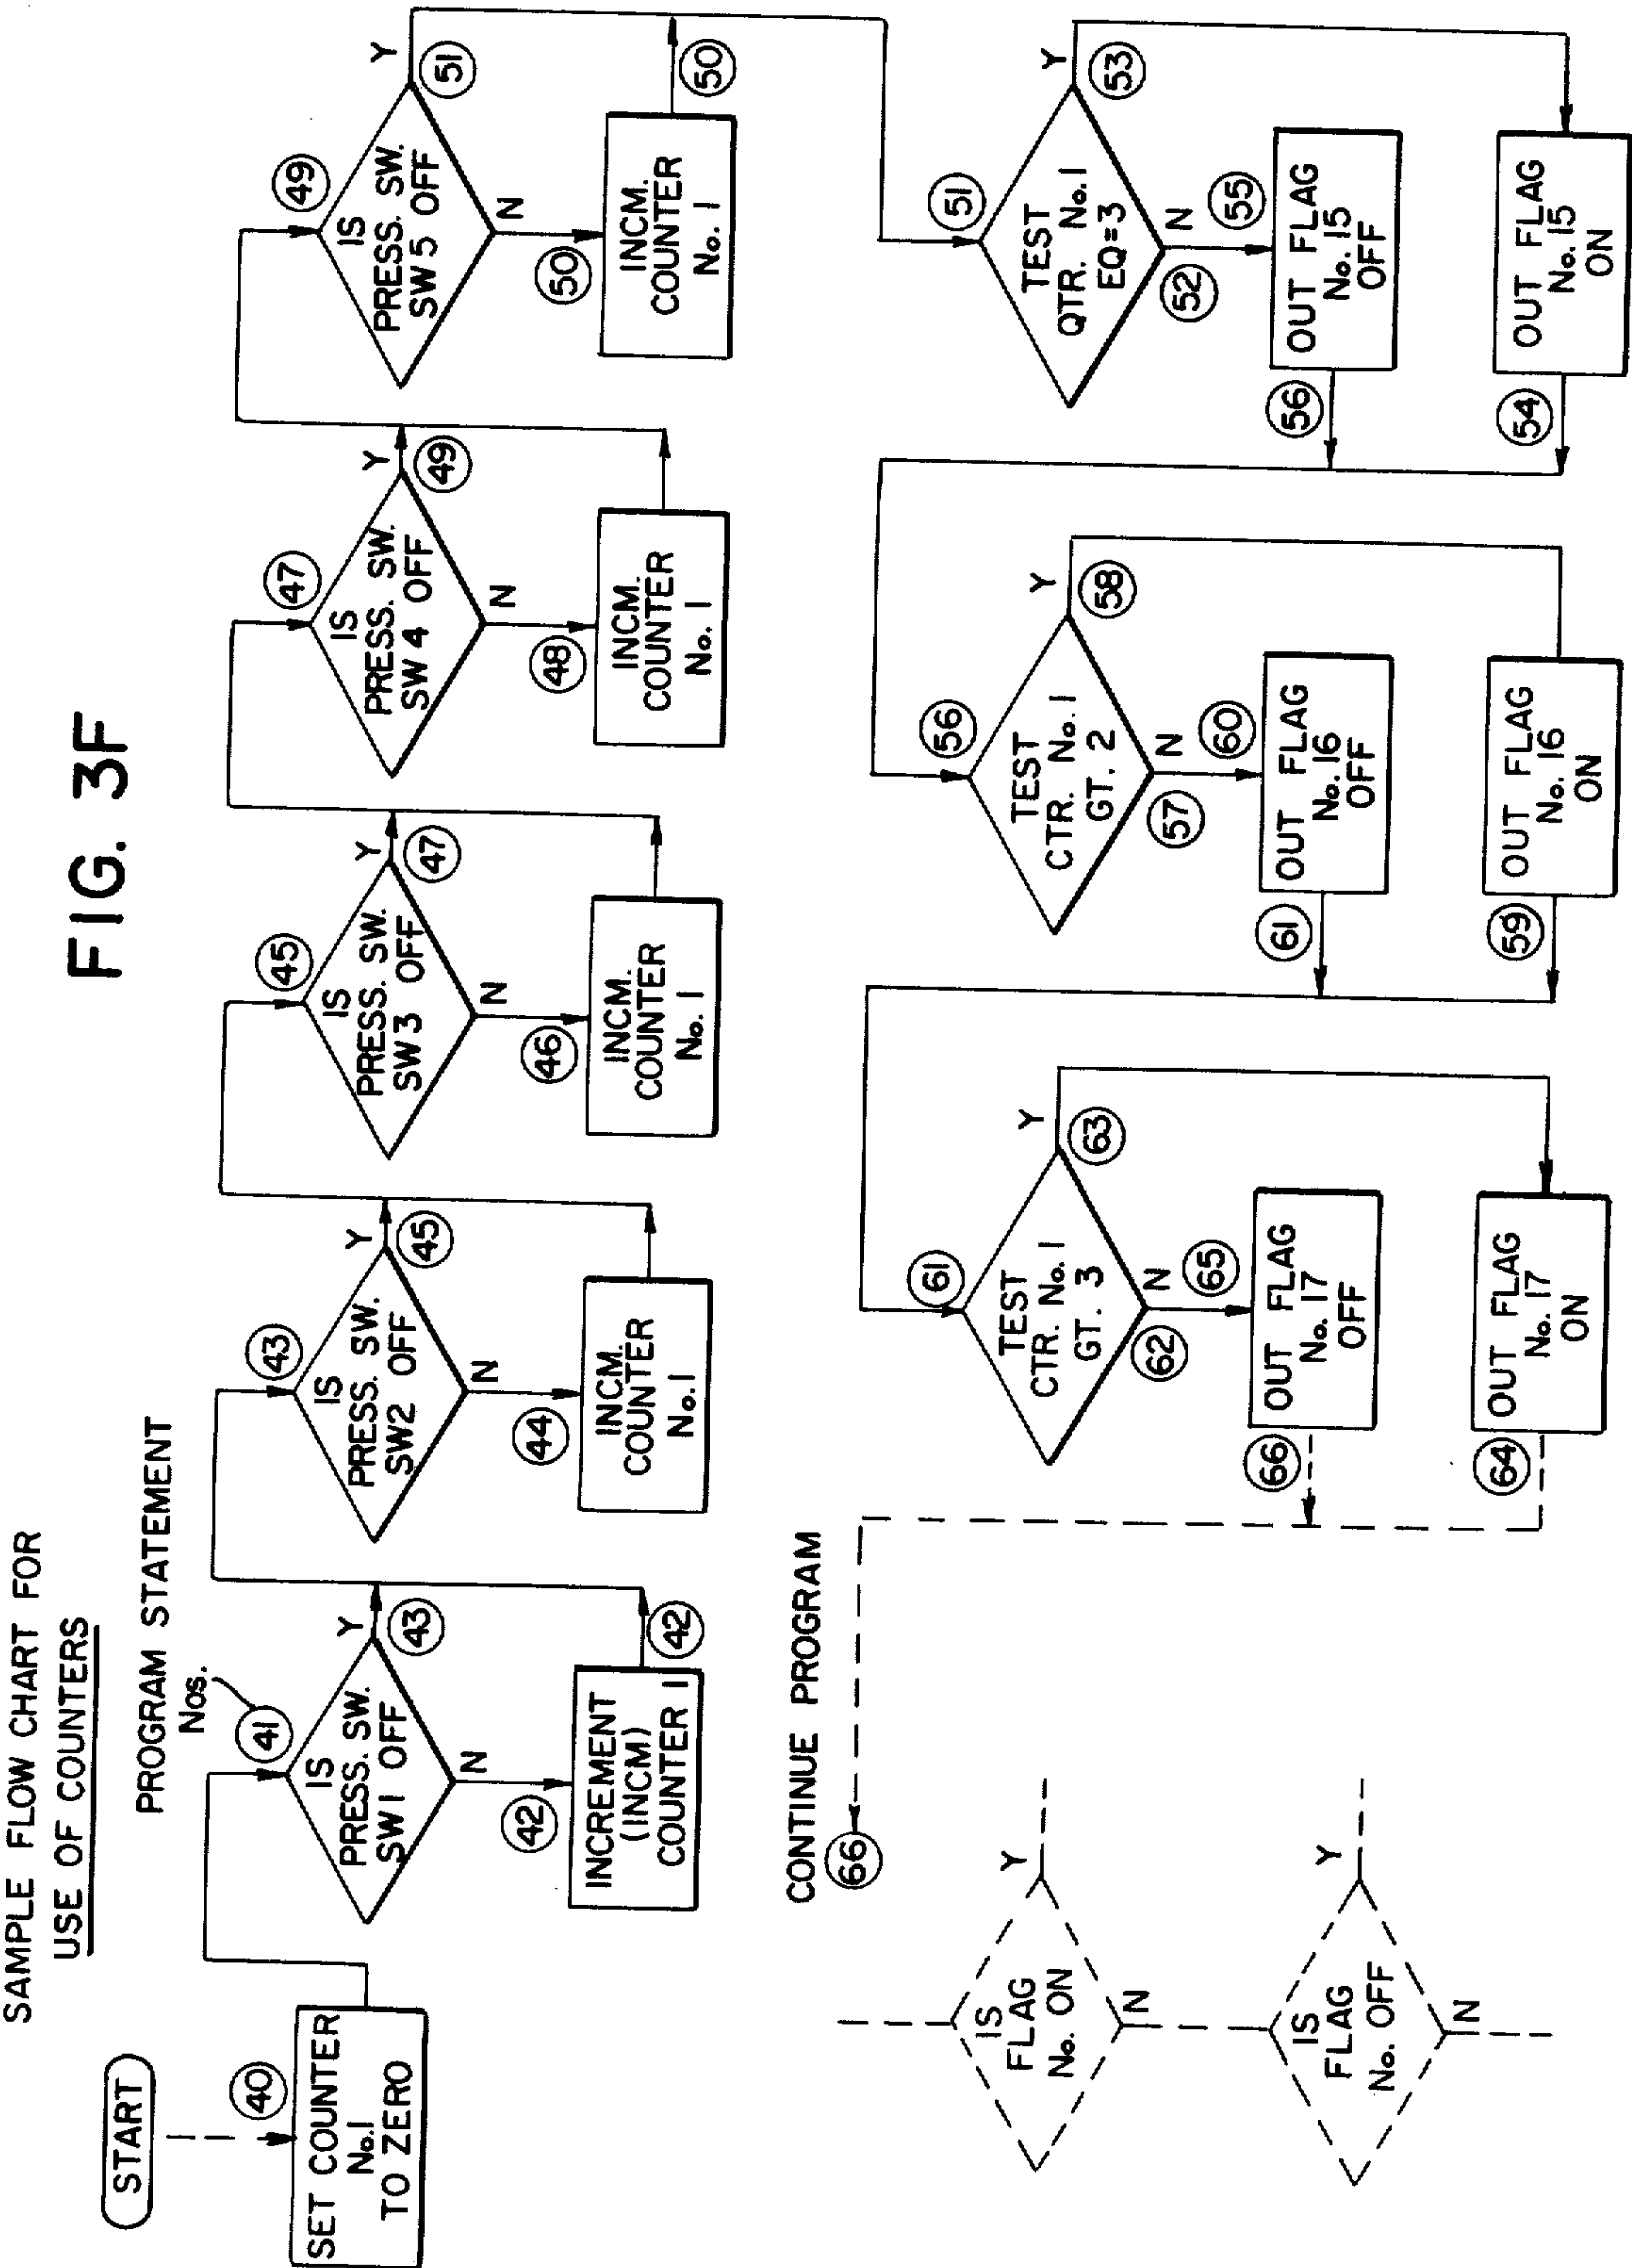 FIG. 3F
SAMPLE FLOW CHART FOR
USE OF COUNTERS
PROGRAM STATEMENT
Nos.
START
40
SET COUNTER
No.1
TO ZERO
41
IS
PRESS. SW.
SW1 OFF
Y
43
N
42
INCREMENT
(INCM)
COUNTER 1
42
43
IS
PRESS. SW.
SW2 OFF
Y
45
N
44
INCM.
COUNTER
No.1
45
IS
PRESS. SW.
SW3 OFF
Y
47
N
46
INCM.
COUNTER
No. 1
47
IS
PRESS. SW.
SW 4 OFF
Y
49
N
48
INCM.
COUNTER
No. 1
49
IS
PRESS. SW.
SW5 OFF
Y
51
N
50
INCM.
COUNTER
No. 1
50
51
TEST
QTR. No.1
EQ=3
Y
53
N
52
55
OUT FLAG
No.15
OFF
56
OUT FLAG
No.15
ON
54
56
TEST
CTR. No.1
GT. 2
Y
58
N
57
60
OUT FLAG
No.16
OFF
61
OUT FLAG
No.16
ON
59
61
TEST
CTR. No.1
GT. 3
Y
63
N
62
65
OUT FLAG
No.17
OFF
66
OUT FLAG
No.17
ON
64
CONTINUE PROGRAM
66
IS
FLAG
No. ON
Y
N
IS
FLAG
No. OFF
Y
N